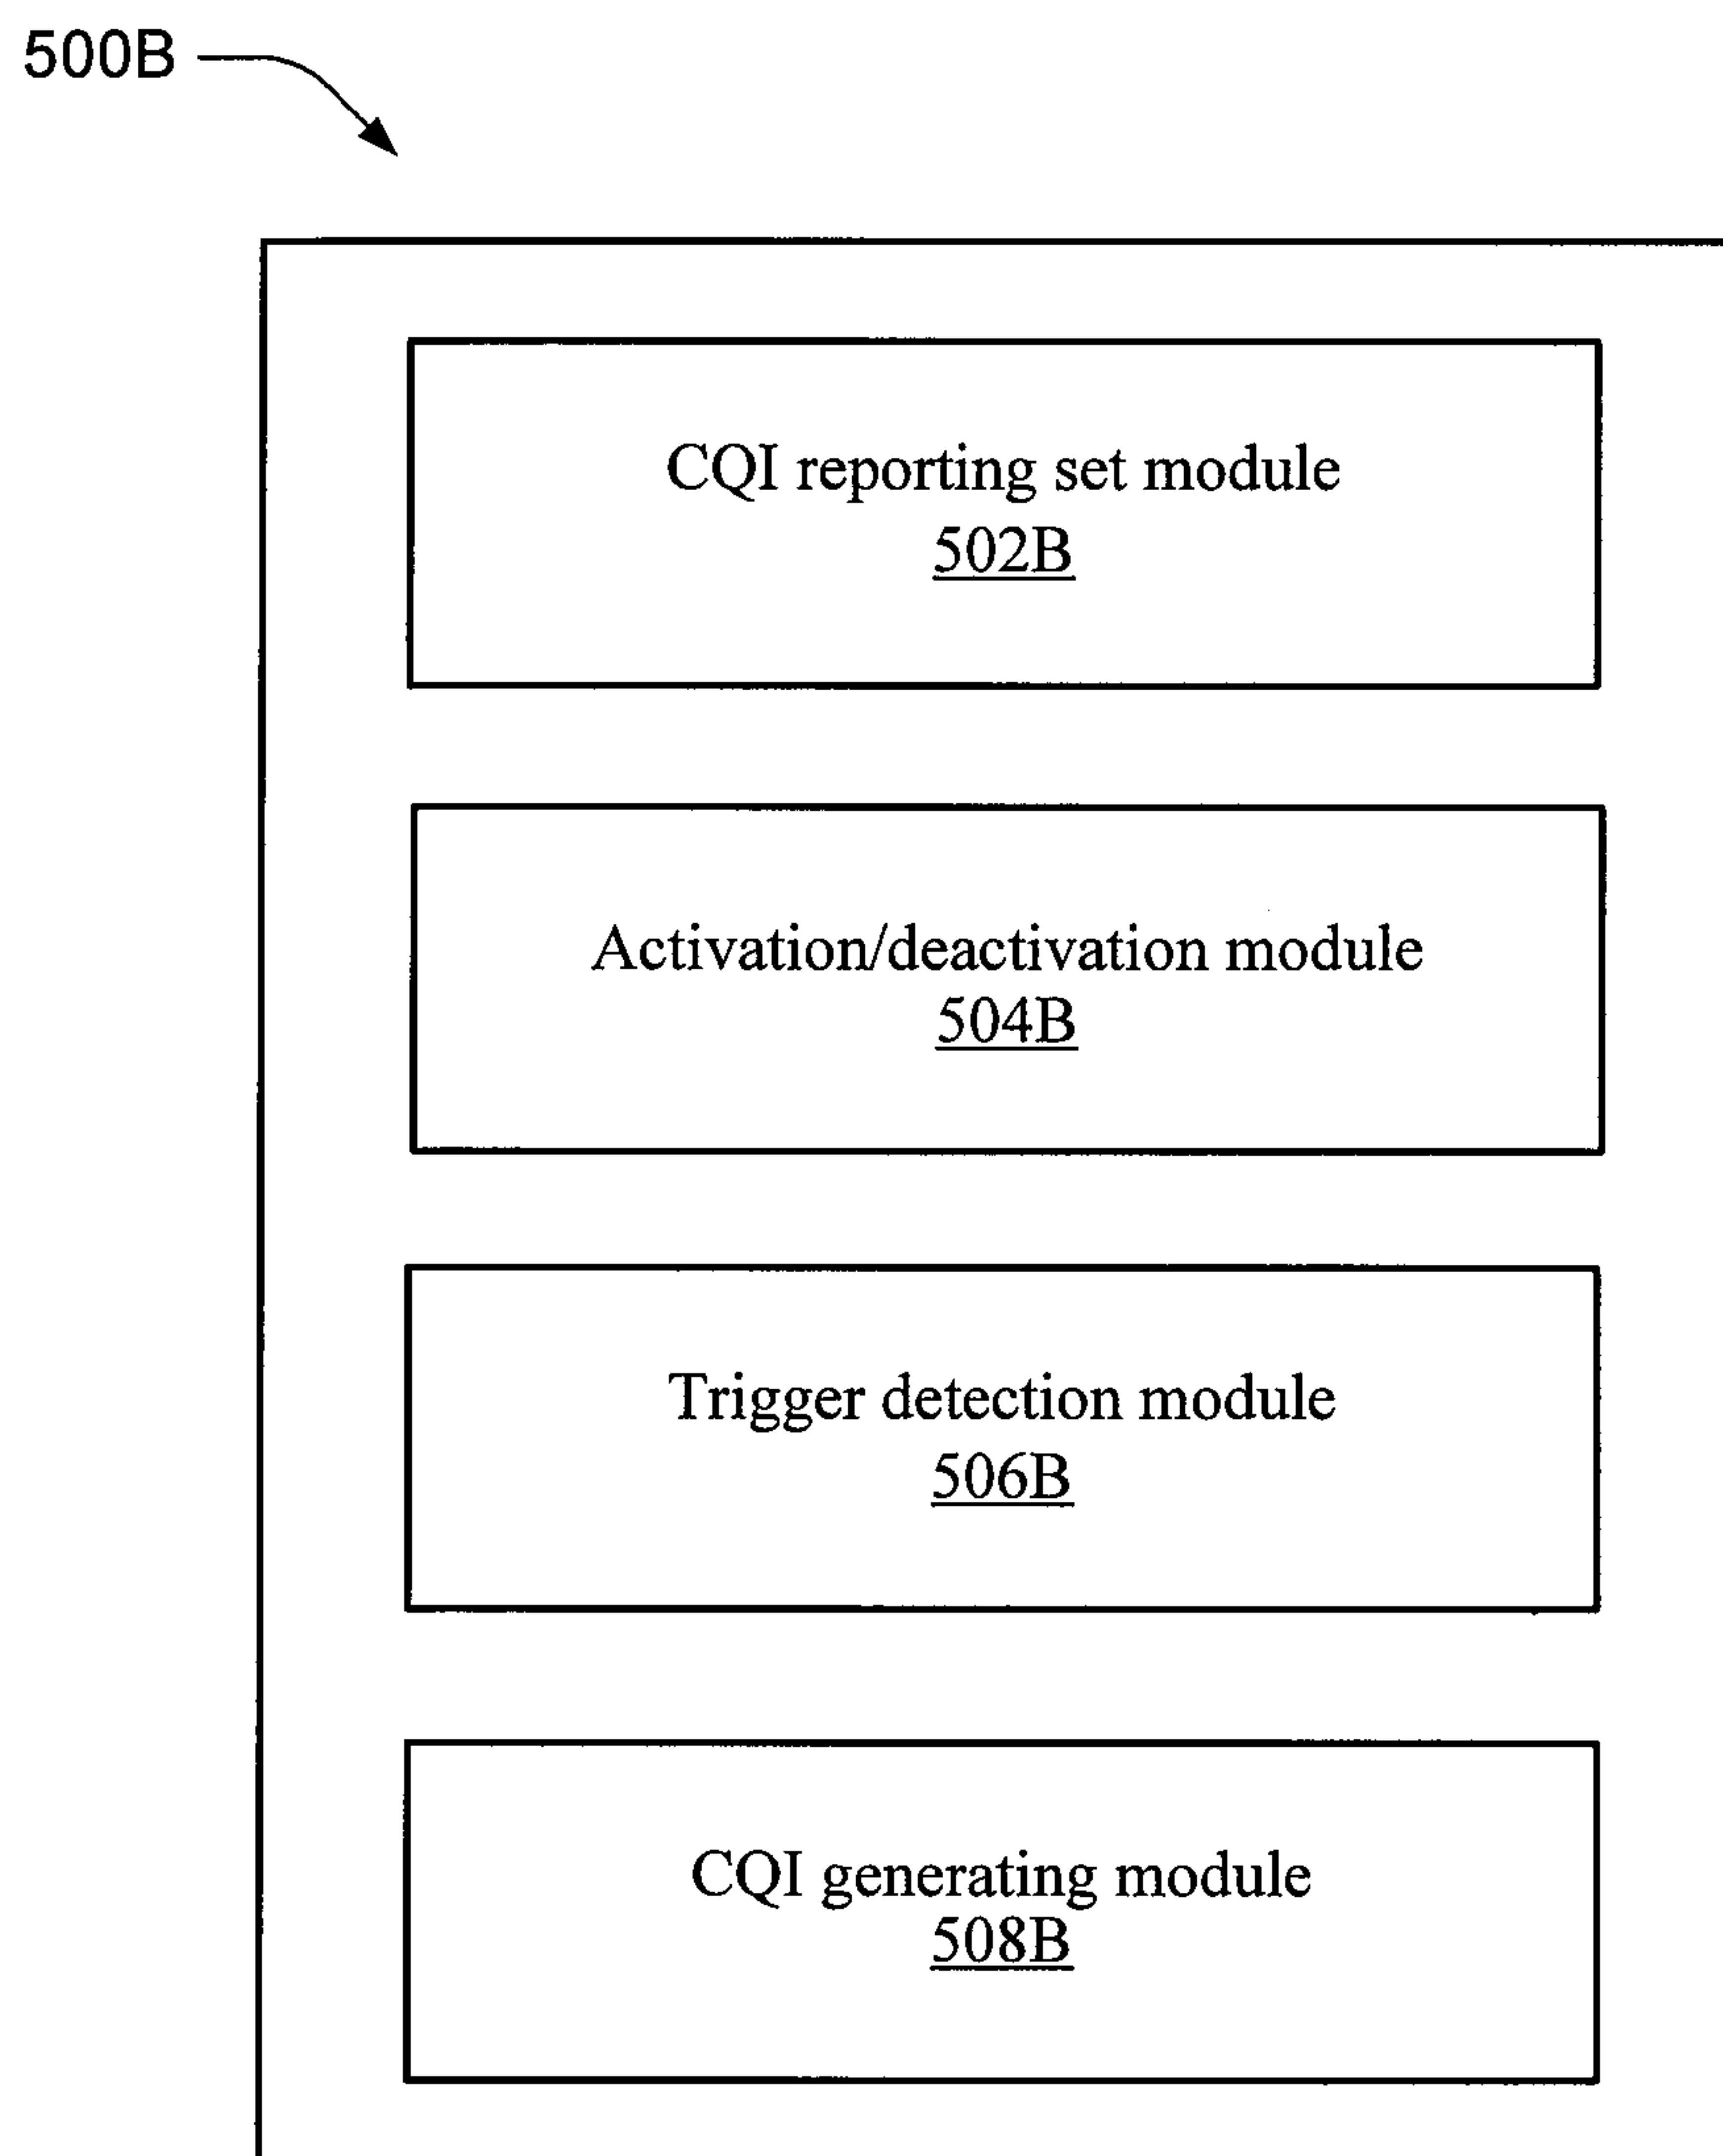 500B
CQI reporting set module
502B
Activation/deactivation module
504B
Trigger detection module
506B
CQI generating module
508B